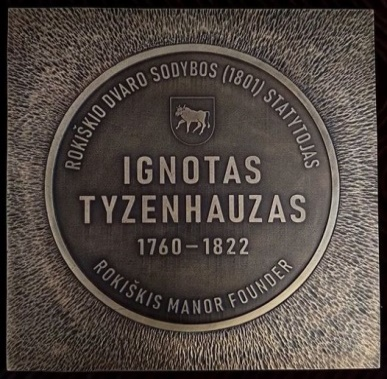 ROKIŠKIO DVARO SODYBOS (1801) STATYTOJAS
IGNOTAS
TYZENHAUZAS
1760–1822
ROKIŠKIS MANOR FOUNDER